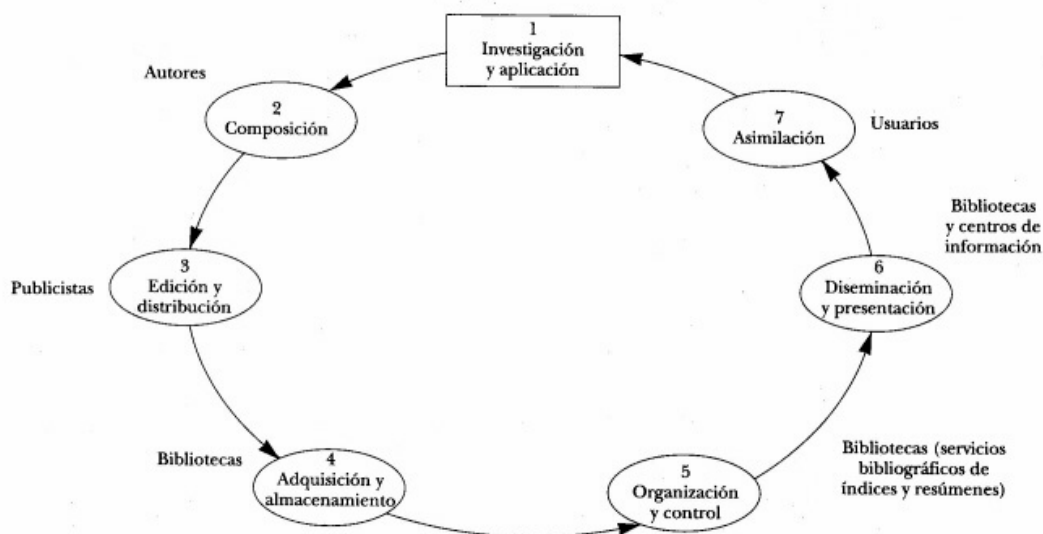 1
Investigación
y aplicación
Autores
2
Composición
7
Asimilación
Usuarios
Bibliotecas
y centros de
información
Publicistas
3
Edición y
distribución
6
Diseminación
y presentación
Bibliotecas
4
Adquisición y
almacenamiento
5
Organización
y control
Bibliotecas (servicios
bibliográficos de
índices y resúmenes)